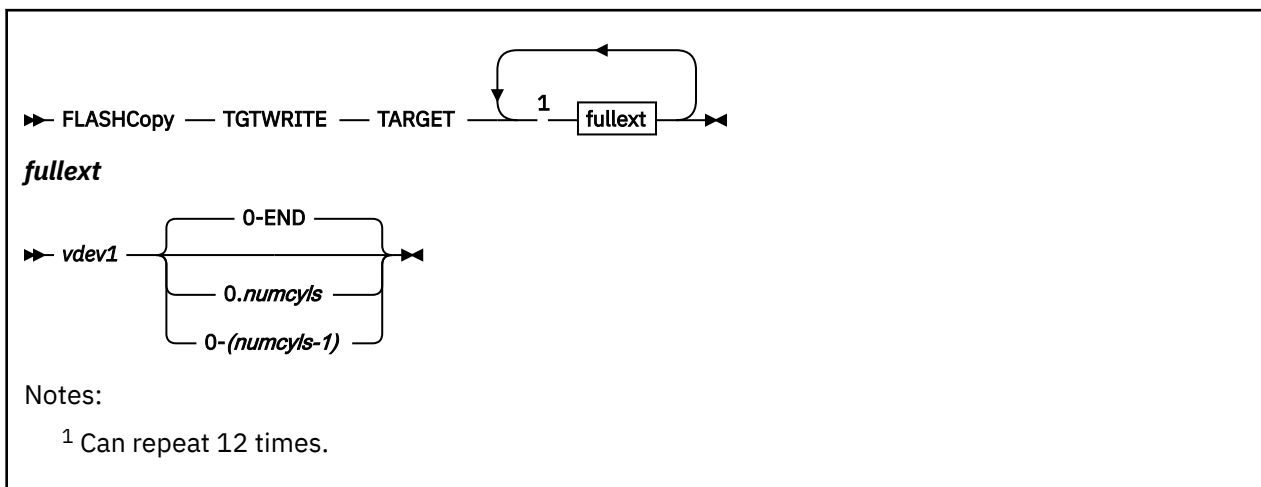 1
FLASHCopy TGTWRITE TARGET fullext
fullext
0-END
vdev1
0.numcyls
0-(numcyls-1)
Notes:
1 Can repeat 12 times.